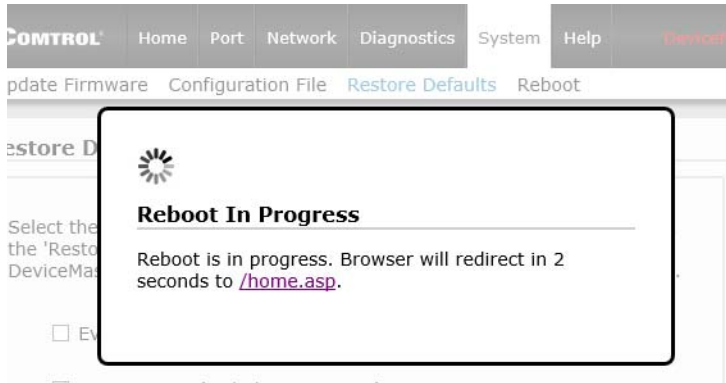 COMTROL Home Port Network Diagnostics System Help
pdate Firmware Configuration File Restore Defaults Reboot
estore D
Reboot In Progress
Select the
the 'Resto
DeviceMas
Reboot is in progress. Browser will redirect in 2
seconds to /home.asp.
Ev